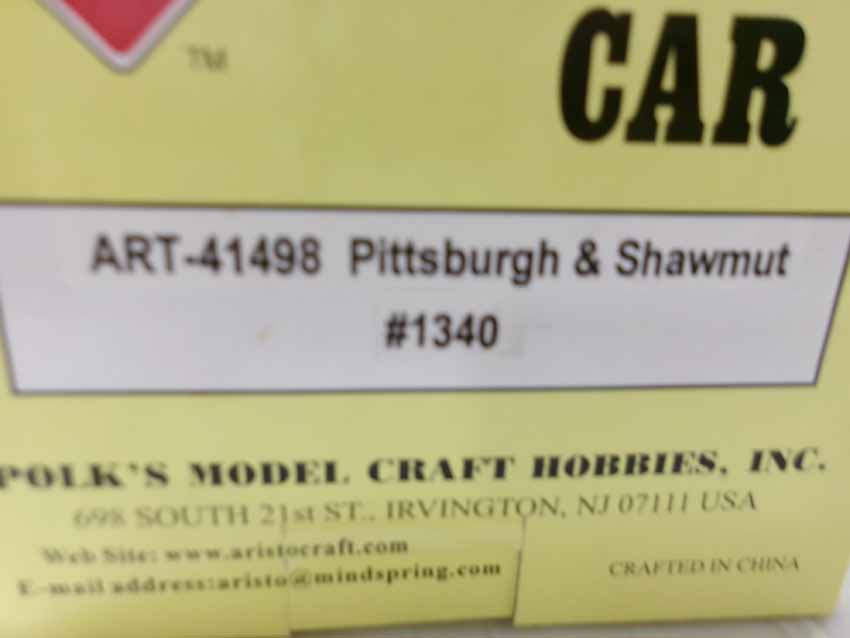 TM
CAR
ART-41498 Pittsburgh & Shawmut
#1340
POLK'S MODEL CRAFT HOBBIES, INC.
698 SOUTH 21st ST., IRVINGTON, NJ 07111 USA
Web Site: www.aristocraft.com
E-mail address:aristo@mindspring.com
CRAFTED IN CHINA